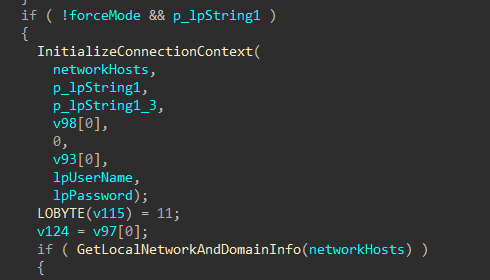 if ( !forceMode && p_lpString1 )
{
InitializeConnectionContext(
networkHosts,
p_lpString1,
p_lpString1_3,
v98[0],
0,
v93[0],
lpUserName,
lpPassword);
LOBYTE(v115) = 11;
v124 = v97[0];
if ( GetLocalNetworkAndDomainInfo(networkHosts) )
{